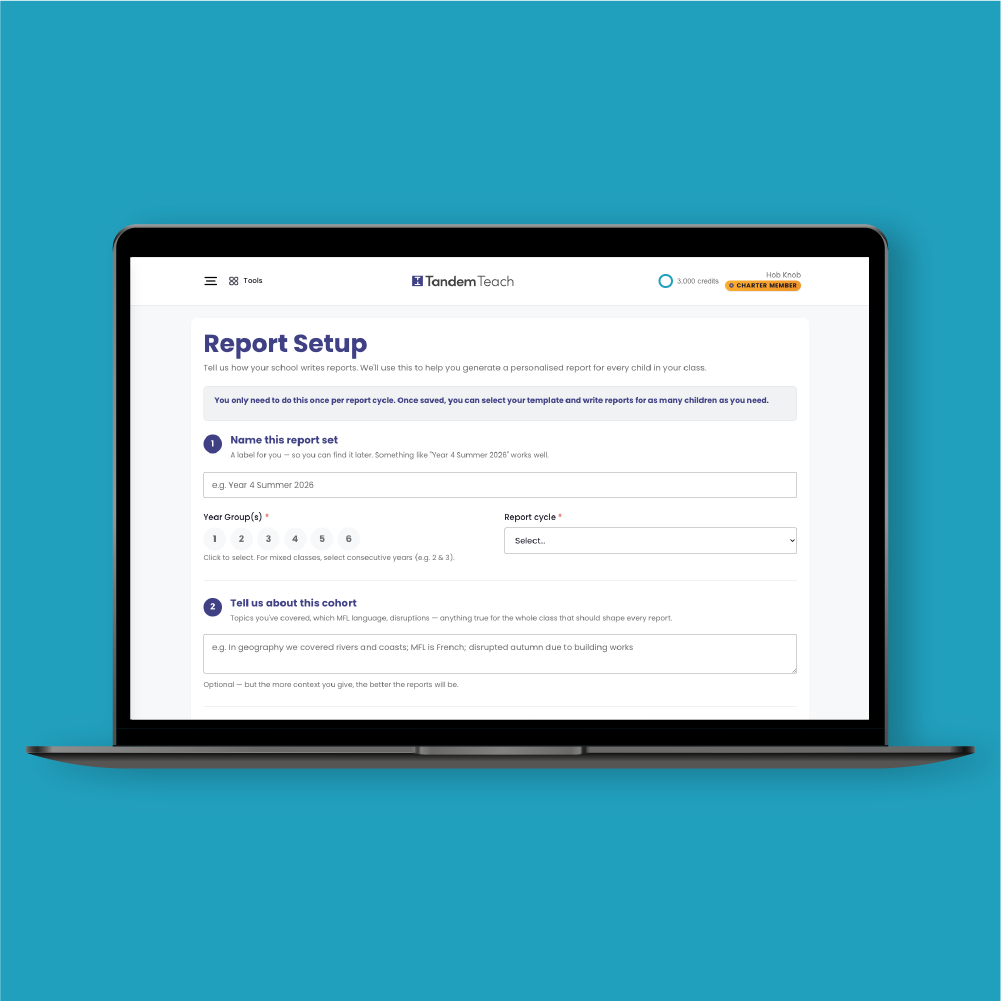 Tools
TandemTeach
3,000 credits
Hob Knob
CHARTER MEMBER
Report Setup
Tell us how your school writes reports. We'll use this to help you generate a personalised report for every child in your class.
You only need to do this once per report cycle. Once saved, you can select your template and write reports for as many children as you need.
1
Name this report set
A label for you — so you can find it later. Something like "Year 4 Summer 2026" works well.
e.g. Year 4 Summer 2026
Year Group(s) *
1 2 3 4 5 6
Click to select. For mixed classes, select consecutive years (e.g. 2 & 3).
Report cycle *
Select...
2
Tell us about this cohort
Topics you've covered, which MFL language, disruptions — anything true for the whole class that should shape every report.
e.g. In geography we covered rivers and coasts; MFL is French; disrupted autumn due to building works
Optional — but the more context you give, the better the reports will be.